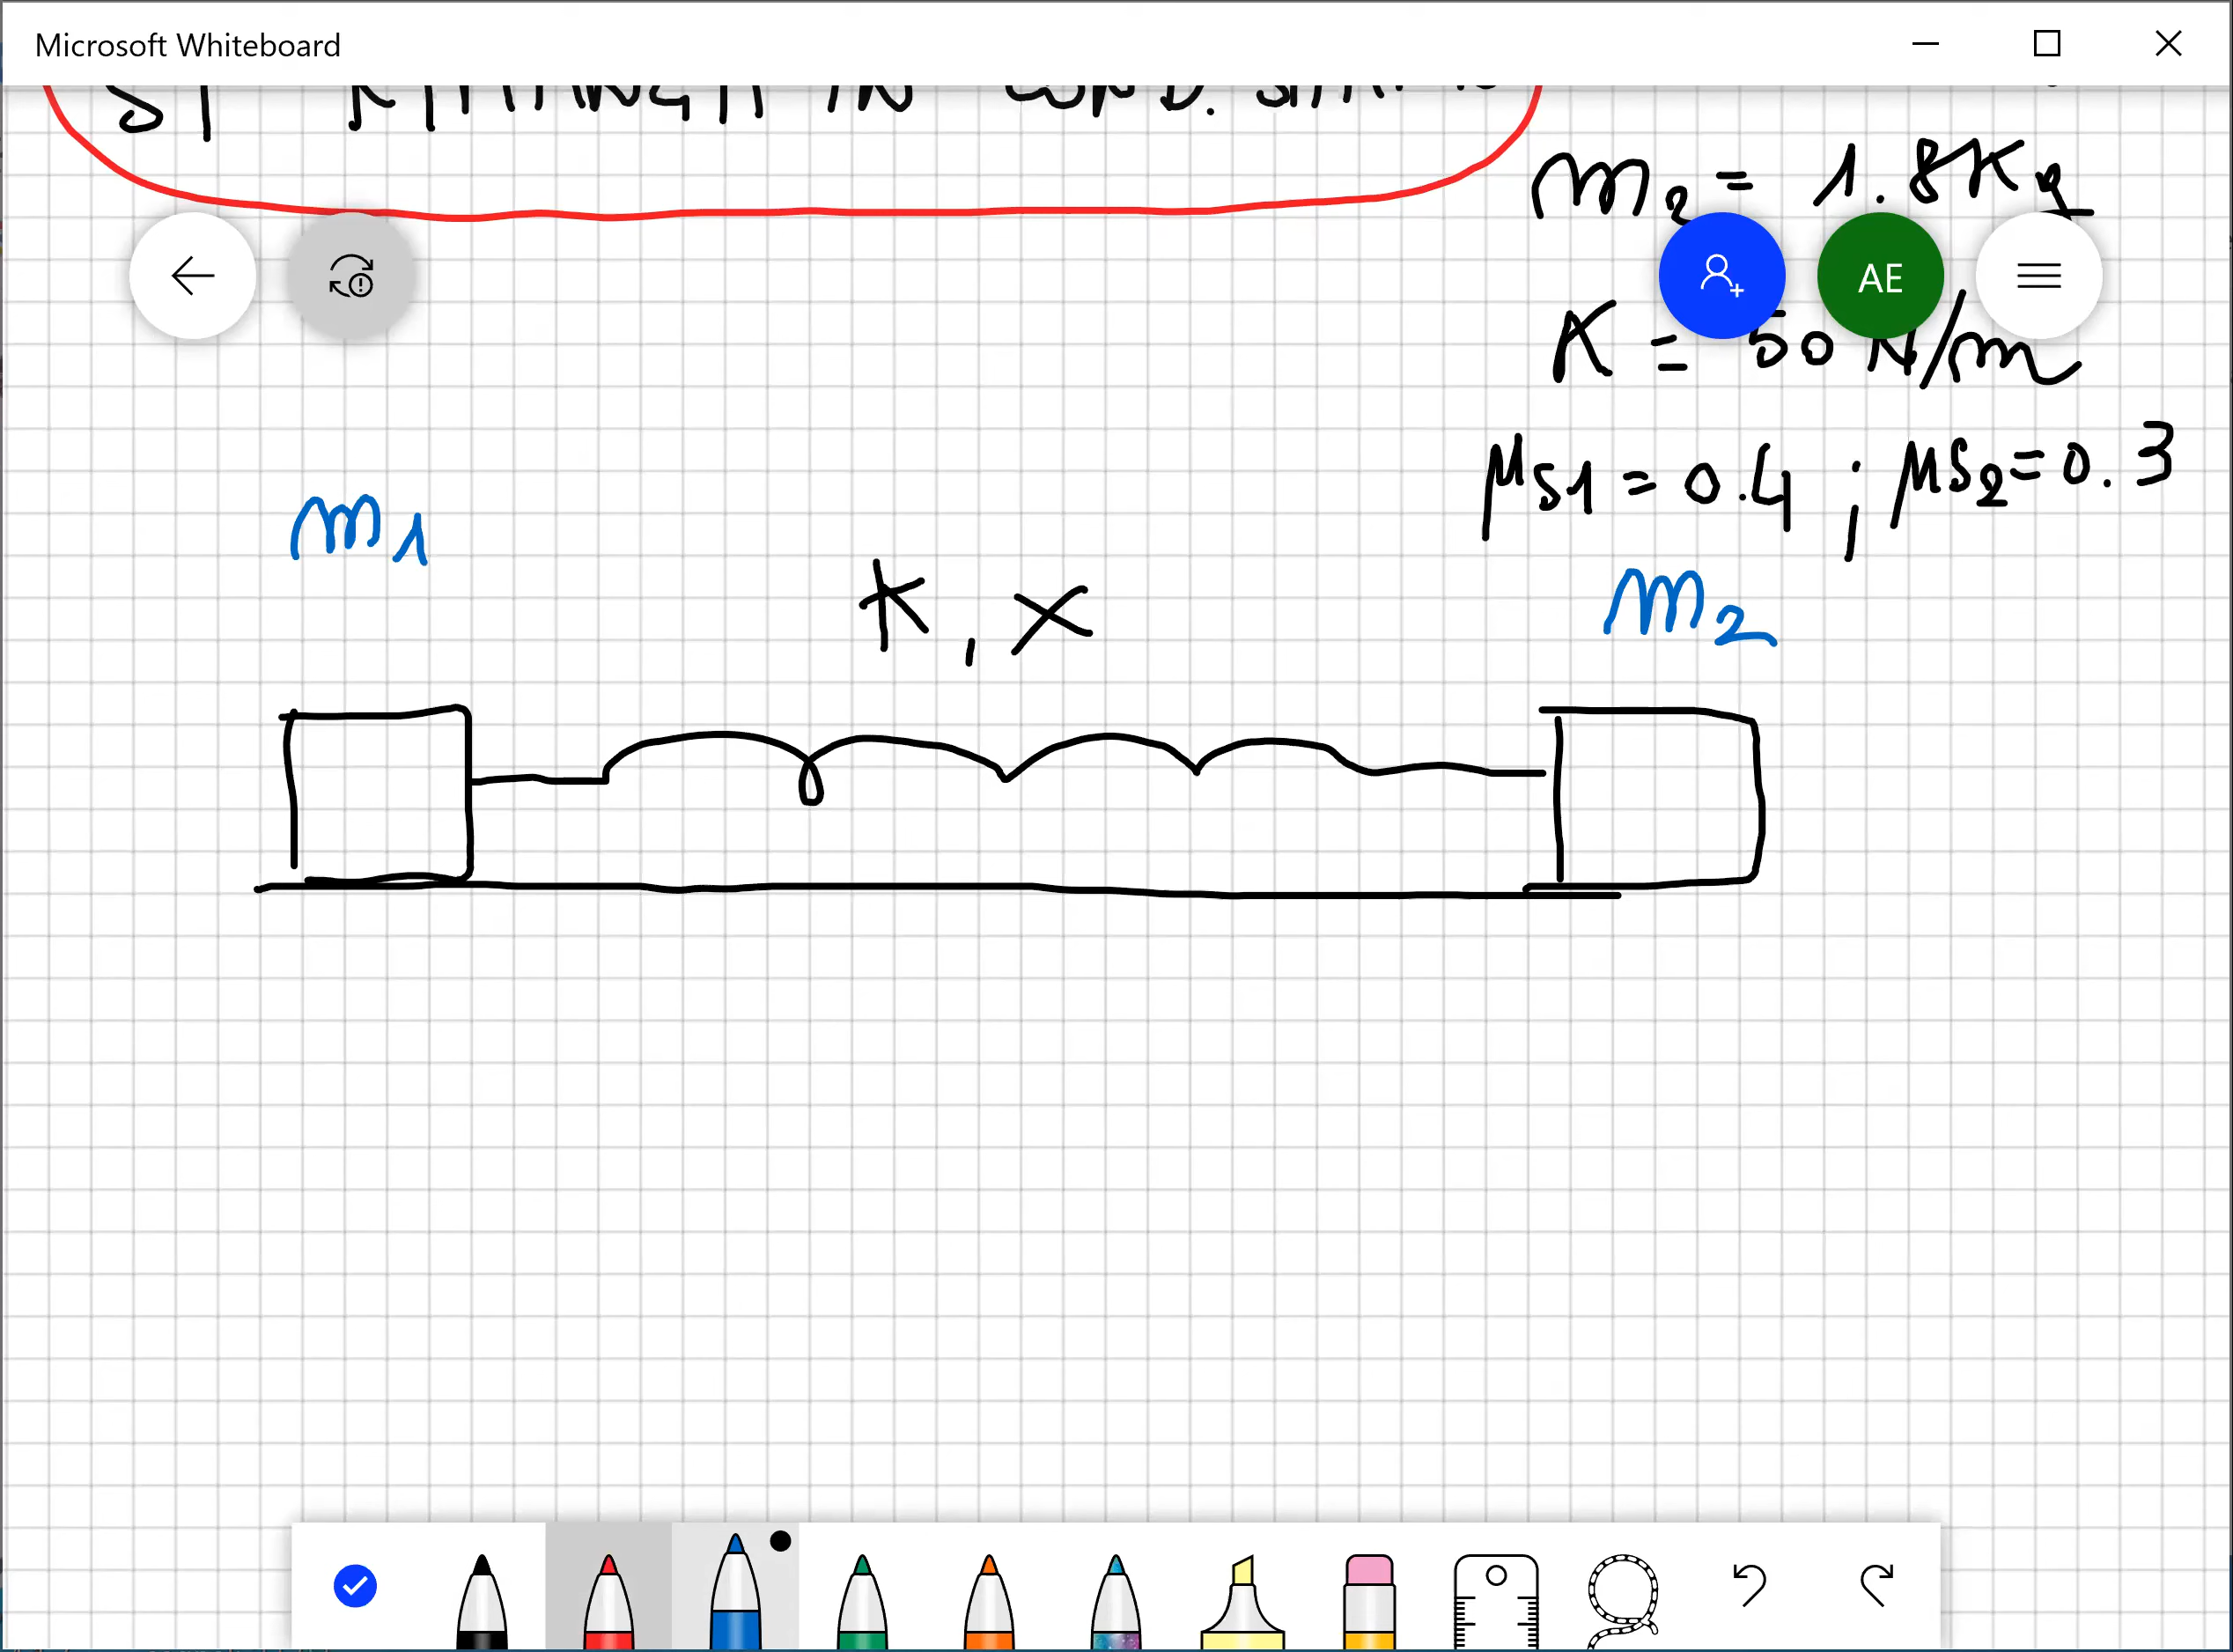 Microsoft Whiteboard
m2 = 1.8Kg
AE
K = 50 N/m
μs1 = 0.4 ; μs2 = 0.3
m1
K, x
m2